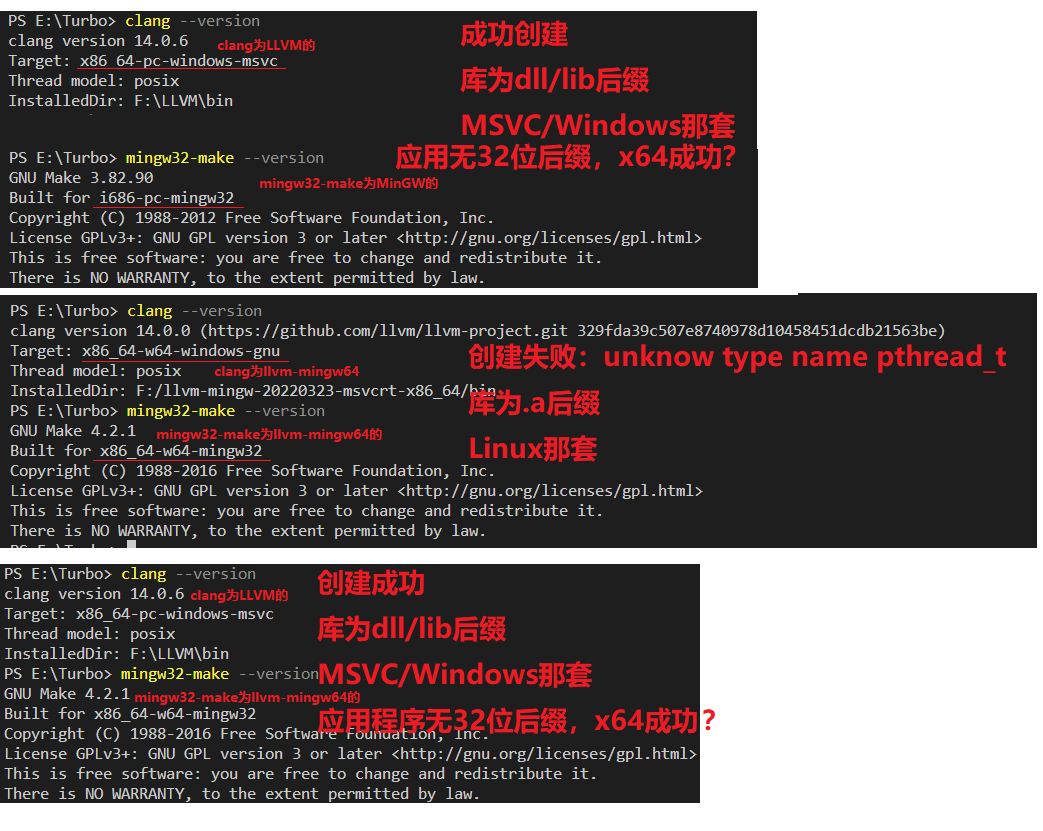 PS E:\Turbo> clang --version
成功创建
clang version 14.0.6 clang为LLVM的
Target: x86_64-pc-windows-msvc
库为dll/lib后缀
Thread model: posix
InstalledDir: F:\LLVM\bin
MSVC/Windows那套
PS E:\Turbo> mingw32-make --version
应用无32位后缀，x64成功？
GNU Make 3.82.90
mingw32-make为MinGW的
Built for i686-pc-mingw32
Copyright (C) 1988-2012 Free Software Foundation, Inc.
License GPLv3+: GNU GPL version 3 or later <http://gnu.org/licenses/gpl.html>
This is free software: you are free to change and redistribute it.
There is NO WARRANTY, to the extent permitted by law.
PS E:\Turbo> clang --version
clang version 14.0.0 (https://github.com/llvm/llvm-project.git 329fda39c507e8740978d10458451dcdb21563be)
Target: x86_64-w64-windows-gnu
创建失败：unknow type name pthread_t
Thread model: posix clang为llvm-mingw64
InstalledDir: F:/llvm-mingw-20220323-msvcrt-x86_64/bin
库为.a后缀
PS E:\Turbo> mingw32-make --version
GNU Make 4.2.1 mingw32-make为llvm-mingw64的
Built for x86_64-w64-mingw32
Linux那套
Copyright (C) 1988-2016 Free Software Foundation, Inc.
License GPLv3+: GNU GPL version 3 or later <http://gnu.org/licenses/gpl.html>
This is free software: you are free to change and redistribute it.
There is NO WARRANTY, to the extent permitted by law.
PS E:\Turbo> clang --version
创建成功
clang version 14.0.6 clang为LLVM的
Target: x86_64-pc-windows-msvc
Thread model: posix
库为dll/lib后缀
InstalledDir: F:\LLVM\bin
PS E:\Turbo> mingw32-make --version
MSVC/Windows那套
GNU Make 4.2.1 mingw32-make为llvm-mingw64的
Built for x86_64-w64-mingw32
应用程序无32位后缀，x64成功？
Copyright (C) 1988-2016 Free Software Foundation, Inc.
License GPLv3+: GNU GPL version 3 or later <http://gnu.org/licenses/gpl.html>
This is free software: you are free to change and redistribute it.
There is NO WARRANTY, to the extent permitted by law.